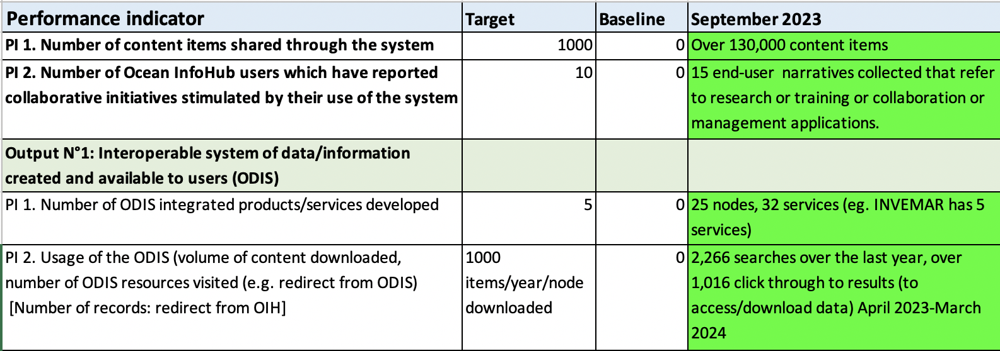 Performance indicator
Target
Baseline
September 2023
PI 1. Number of content items shared through the system
1000
0
Over 130,000 content items
PI 2. Number of Ocean InfoHub users which have reported
collaborative initiatives stimulated by their use of the system
10
0
15 end-user  narratives collected that refer
to research or training or collaboration or
management applications.
Output N°1: Interoperable system of data/information
created and available to users (ODIS)
PI 1. Number of ODIS integrated products/services developed
5
0
25 nodes, 32 services (eg. INVEMAR has 5
services)
PI 2. Usage of the ODIS (volume of content downloaded,
number of ODIS resources visited (e.g. redirect from ODIS)
[Number of records: redirect from OIH]
1000
items/year/node
downloaded
0
2,266 searches over the last year, over
1,016 click through to results (to
access/download data) April 2023-March
2024